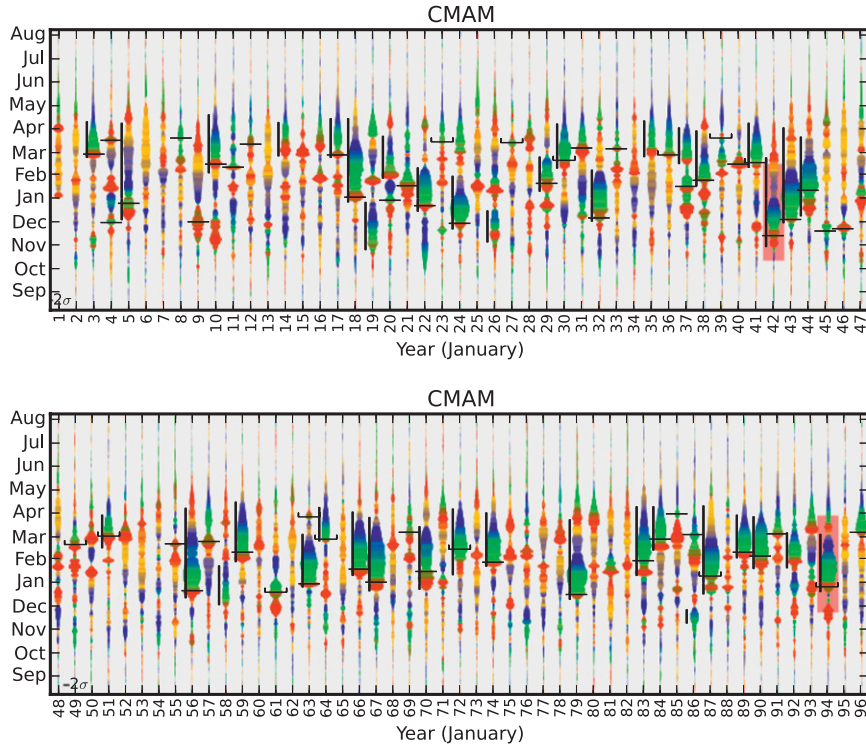 CMAM
Aug
Jul
Jun
May
Apr
Mar
Feb
Jan
Dec
Nov
Oct
Sep
-2σ
1 2 3 4 5 6 7 8 9 10 11 12 13 14 15 16 17 18 19 20 21 22 23 24 25 26 27 28 29 30 31 32 33 34 35 36 37 38 39 40 41 42 43 44 45 46 47
Year (January)
CMAM
Aug
Jul
Jun
May
Apr
Mar
Feb
Jan
Dec
Nov
Oct
Sep
-2σ
48 49 50 51 52 53 54 55 56 57 58 59 60 61 62 63 64 65 66 67 68 69 70 71 72 73 74 75 76 77 78 79 80 81 82 83 84 85 86 87 88 89 90 91 92 93 94 95 96
Year (January)